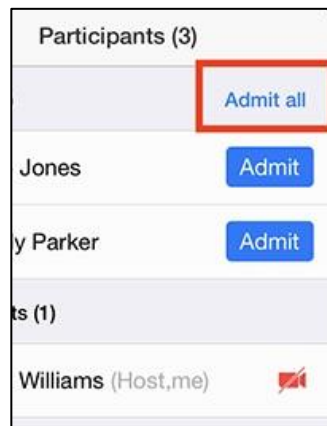 Participants (3)
Admit all
Jones
Admit
y Parker
Admit
ts (1)
Williams (Host,me)